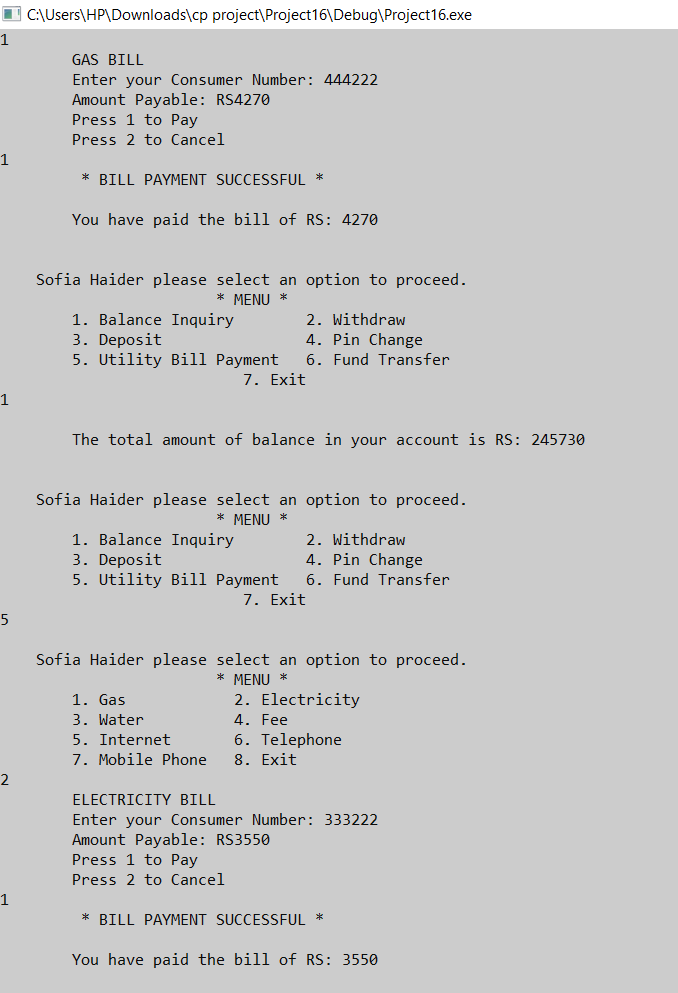 C:\Users\HP\Downloads\cp project\Project16\Debug\Project16.exe
1
GAS BILL
Enter your Consumer Number: 444222
Amount Payable: RS4270
Press 1 to Pay
Press 2 to Cancel
1
* BILL PAYMENT SUCCESSFUL *
You have paid the bill of RS: 4270
Sofia Haider please select an option to proceed.
* MENU *
1. Balance Inquiry 2. Withdraw
3. Deposit 4. Pin Change
5. Utility Bill Payment 6. Fund Transfer
7. Exit
1
The total amount of balance in your account is RS: 245730
Sofia Haider please select an option to proceed.
* MENU *
1. Balance Inquiry 2. Withdraw
3. Deposit 4. Pin Change
5. Utility Bill Payment 6. Fund Transfer
7. Exit
5
Sofia Haider please select an option to proceed.
* MENU *
1. Gas 2. Electricity
3. Water 4. Fee
5. Internet 6. Telephone
7. Mobile Phone 8. Exit
2
ELECTRICITY BILL
Enter your Consumer Number: 333222
Amount Payable: RS3550
Press 1 to Pay
Press 2 to Cancel
1
* BILL PAYMENT SUCCESSFUL *
You have paid the bill of RS: 3550